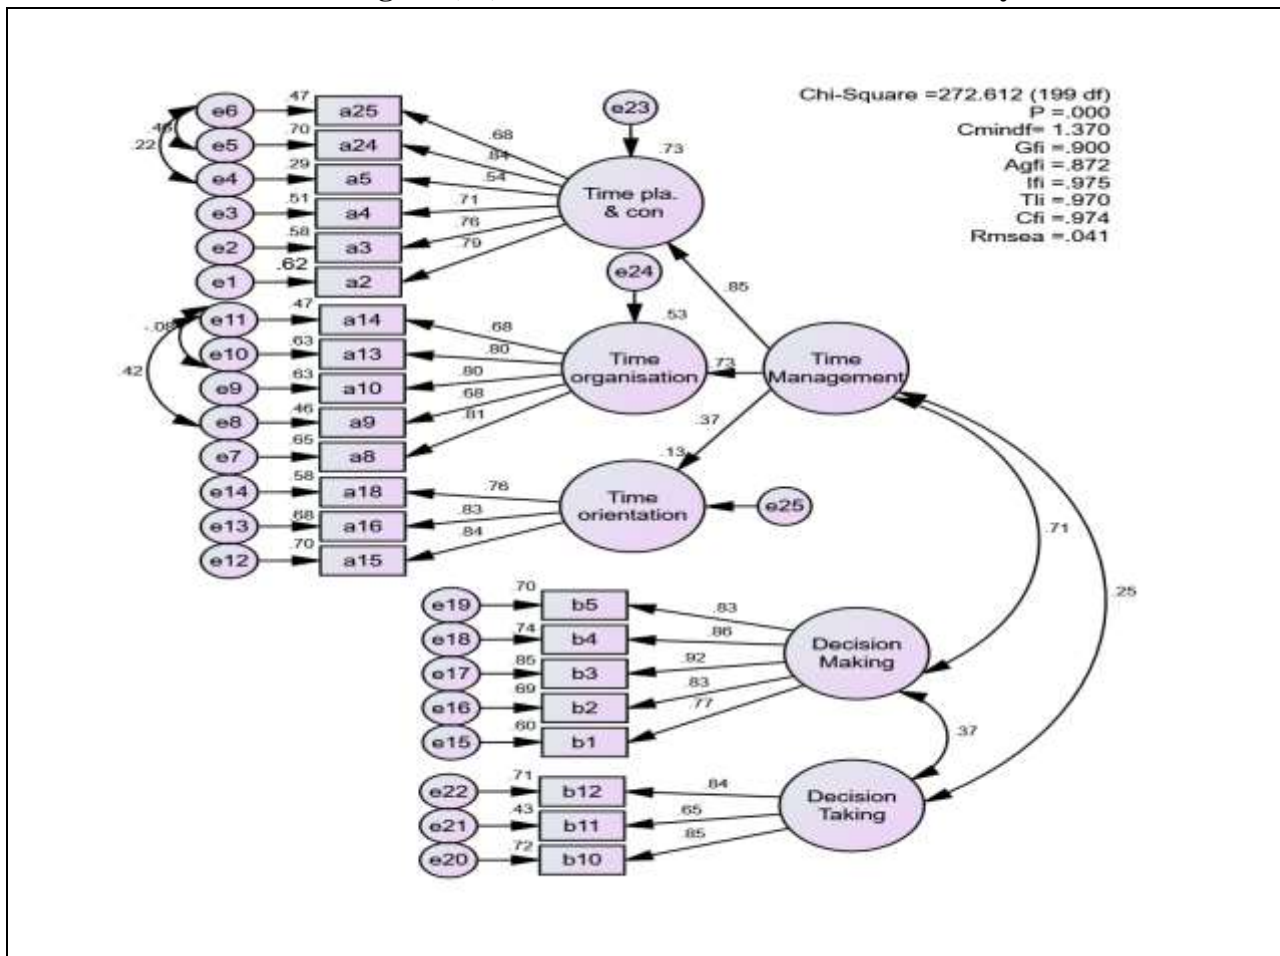 e6 .47 a25
e5 .70 a24
e4 .29 a5
e3 .51 a4
e2 .58 a3
e1 .62 a2
.22
.68
.84
.54
.71
.76
.79
e23
.73
Time pla.
& con
Chi-Square =272.612 (199 df)
P =.000
Cmindf= 1.370
Gfi =.900
Agfi =.872
Ifi =.975
Tli =.970
Cfi =.974
Rmsea =.041
e11 .47 a14
e10 .63 a13
e9 .63 a10
e8 .46 a9
e7 .65 a8
.42
.68
.80
.80
.68
.81
e24
.53
Time
organisation
.85
.73
.37
Time
Management
e14 .58 a18
e13 .68 a16
e12 .70 a15
.76
.83
.84
.13
Time
orientation
e25
.71
.25
e19 .70 b5
e18 .74 b4
e17 .85 b3
e16 .69 b2
e15 .60 b1
.83
.86
.92
.83
.77
Decision
Making
.37
e22 .71 b12
e21 .43 b11
e20 .72 b10
.84
.65
.85
Decision
Taking